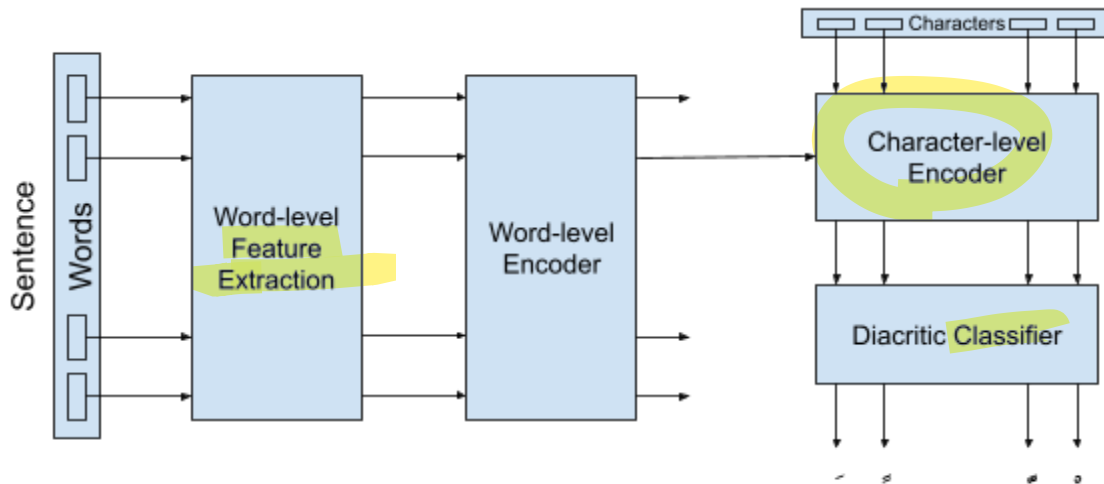 Sentence
Words
Word-level
Feature
Extraction
Word-level
Encoder
Characters
Character-level
Encoder
Diacritic Classifier